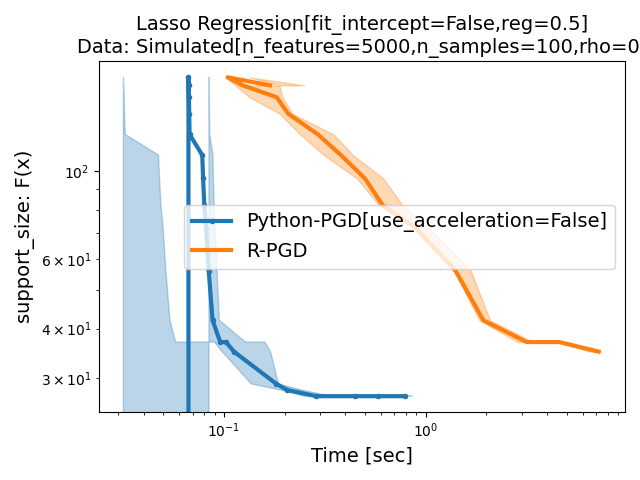 Lasso Regression[fit_intercept=False,reg=0.5]
Data: Simulated[n_features=5000,n_samples=100,rho=0
support_size: F(x)
10²
6 × 10¹
4 × 10¹
3 × 10¹
Python-PGD[use_acceleration=False]
R-PGD
10⁻¹ 10⁰
Time [sec]